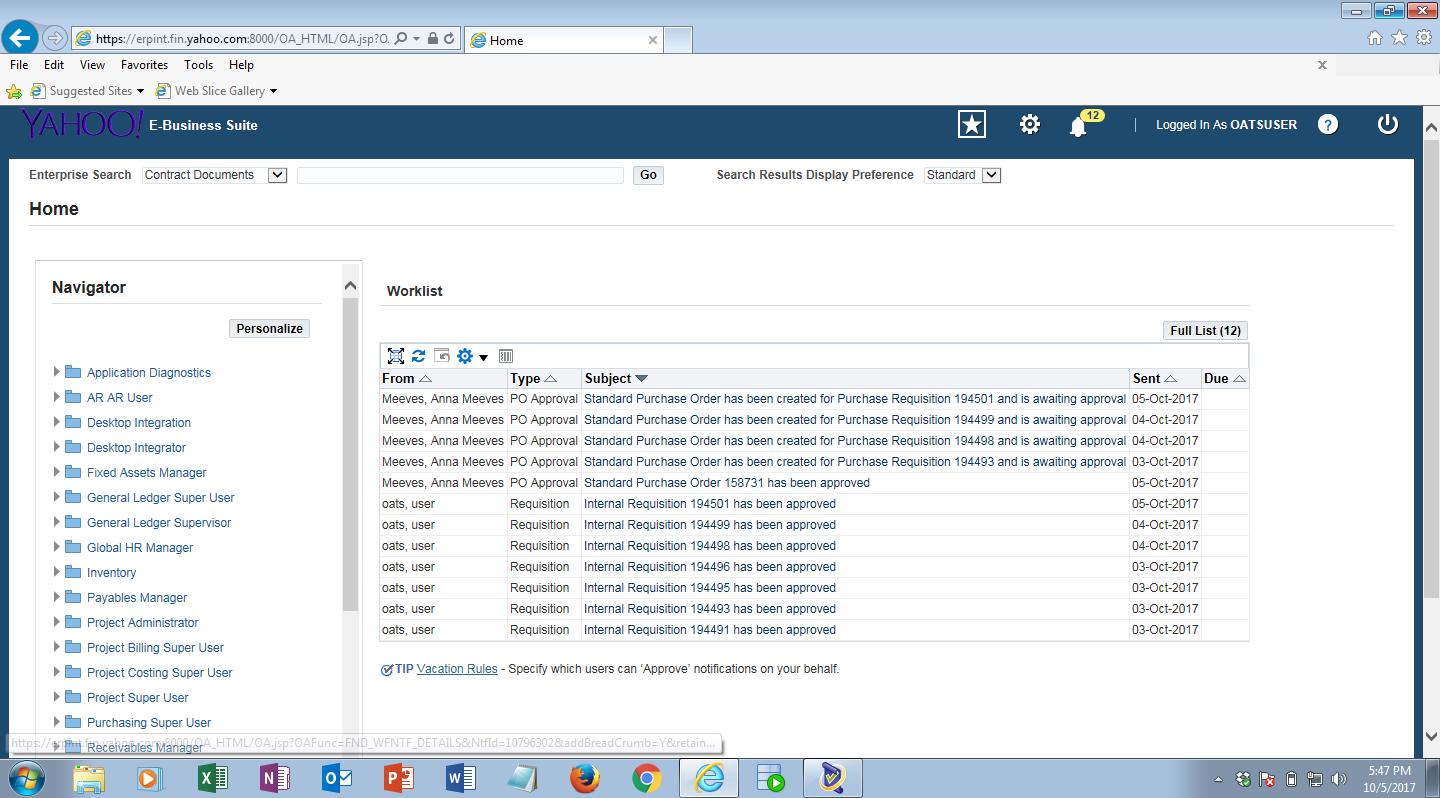 https://erpint.fin.yahoo.com:8000/OA_HTML/OA.jsp?O.
Home
File Edit View Favorites Tools Help
Suggested Sites Web Slice Gallery
YAHOO! E-Business Suite
12
Logged In As OATSUSER
Enterprise Search Contract Documents Go Search Results Display Preference Standard
Home
Navigator
Personalize
Application Diagnostics
AR AR User
Desktop Integration
Desktop Integrator
Fixed Assets Manager
General Ledger Super User
General Ledger Supervisor
Global HR Manager
Inventory
Payables Manager
Project Administrator
Project Billing Super User
Project Costing Super User
Project Super User
Purchasing Super User
Receivables Manager
Worklist
Full List (12)
From Type Subject Sent Due
Meeves, Anna Meeves PO Approval Standard Purchase Order has been created for Purchase Requisition 194501 and is awaiting approval 05-Oct-2017
Meeves, Anna Meeves PO Approval Standard Purchase Order has been created for Purchase Requisition 194499 and is awaiting approval 04-Oct-2017
Meeves, Anna Meeves PO Approval Standard Purchase Order has been created for Purchase Requisition 194498 and is awaiting approval 04-Oct-2017
Meeves, Anna Meeves PO Approval Standard Purchase Order has been created for Purchase Requisition 194493 and is awaiting approval 03-Oct-2017
Meeves, Anna Meeves PO Approval Standard Purchase Order 158731 has been approved 05-Oct-2017
oats, user Requisition Internal Requisition 194501 has been approved 05-Oct-2017
oats, user Requisition Internal Requisition 194499 has been approved 04-Oct-2017
oats, user Requisition Internal Requisition 194498 has been approved 04-Oct-2017
oats, user Requisition Internal Requisition 194496 has been approved 03-Oct-2017
oats, user Requisition Internal Requisition 194495 has been approved 03-Oct-2017
oats, user Requisition Internal Requisition 194493 has been approved 03-Oct-2017
oats, user Requisition Internal Requisition 194491 has been approved 03-Oct-2017
TIP Vacation Rules - Specify which users can ‘Approve’ notifications on your behalf.
https://erpint.fin.yahoo.com:8000/OA_HTML/OA.jsp?OAFunc=FND_WFNTF_DETAILS&NtfId=10796302&addBreadCrumb=Y&retain...
5:47 PM
10/5/2017